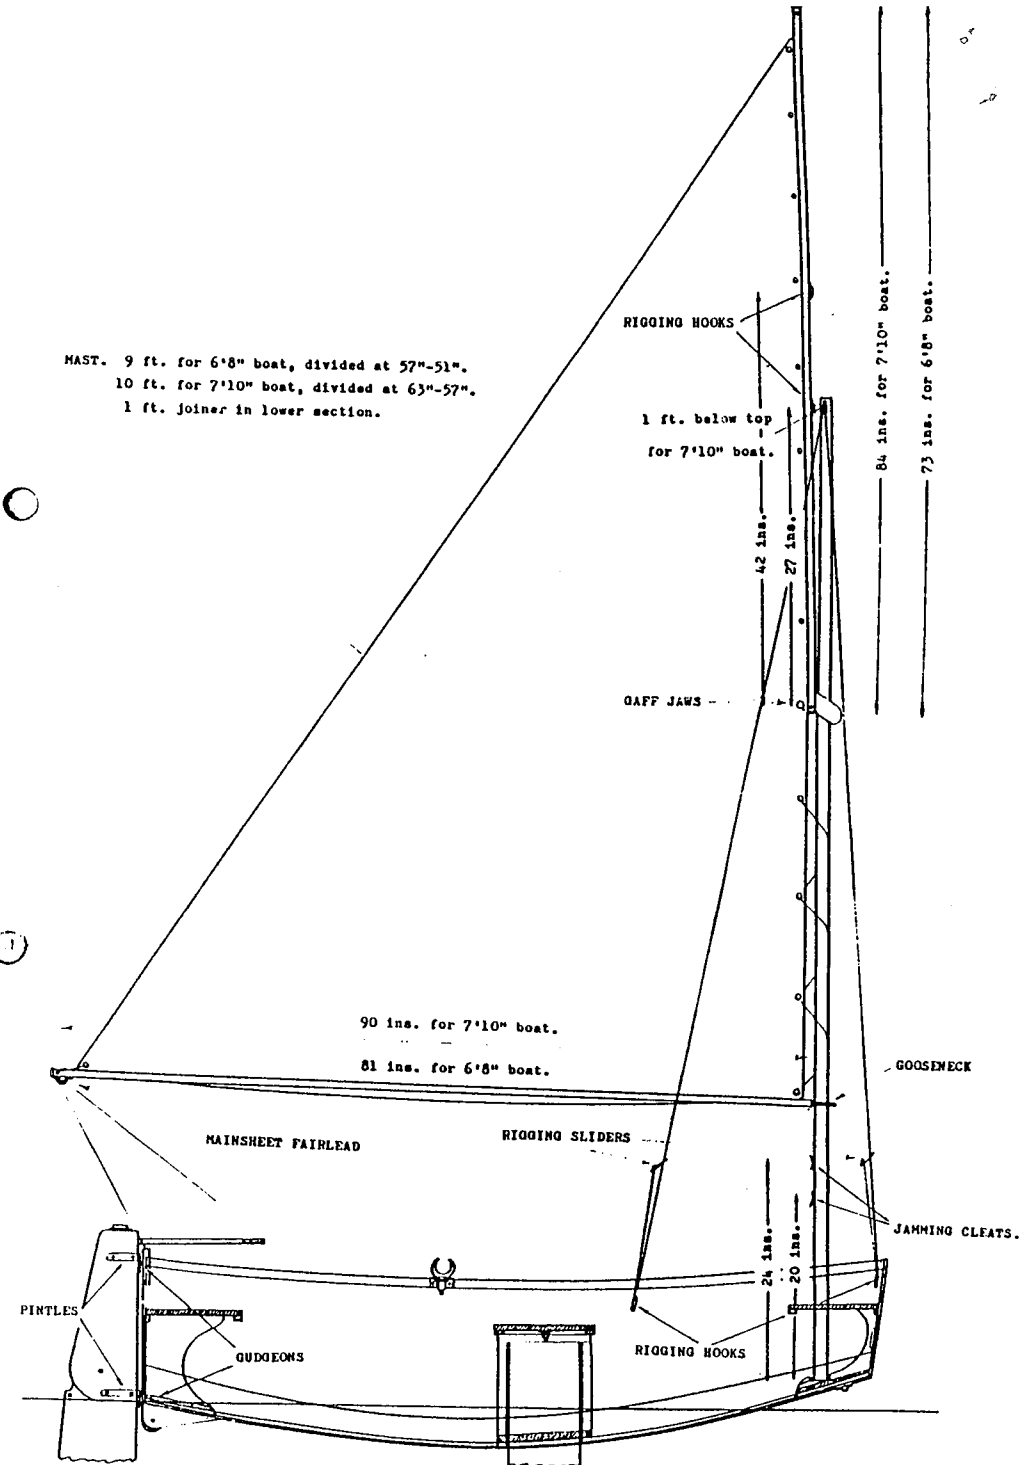 RIGGING HOOKS
MAST. 9 ft. for 6'8" boat, divided at 57"-51".
10 ft. for 7'10" boat, divided at 63"-57".
1 ft. joiner in lower section.
1 ft. below top
for 7'10" boat.
84 ins. for 7'10" boat.
73 ins. for 6'8" boat.
42 ins.
27 ins.
GAFF JAWS
90 ins. for 7'10" boat.
81 ins. for 6'8" boat.
GOOSENECK
MAINSHEET FAIRLEAD
RIGGING SLIDERS
JAMMING CLEATS.
24 ins.
20 ins.
PINTLES
GUDGEONS
RIGGING HOOKS